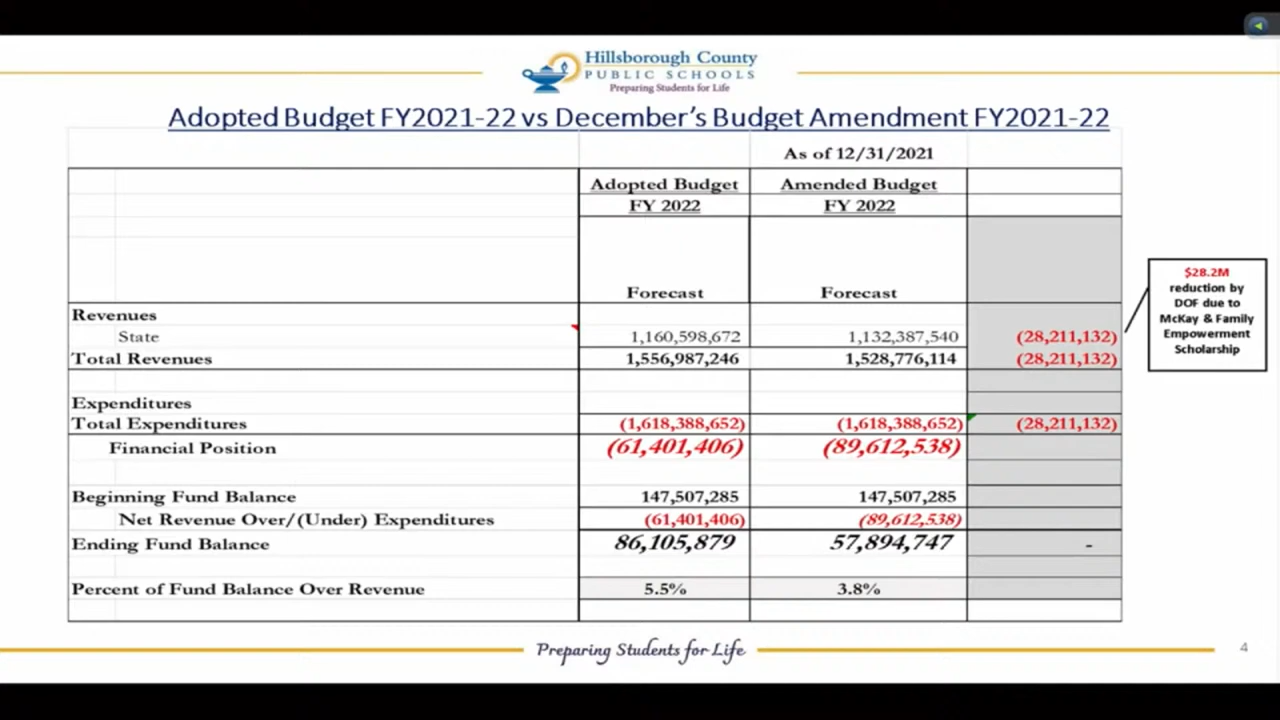 Hillsborough County
PUBLIC SCHOOLS
Preparing Students for Life
Adopted Budget FY2021-22 vs December's Budget Amendment FY2021-22
As of 12/31/2021
Adopted Budget Amended Budget
FY 2022 FY 2022
Forecast Forecast
Revenues
State 1,160,598,672 1,132,387,540 (28,211,132)
Total Revenues 1,556,987,246 1,528,776,114 (28,211,132)
Expenditures
Total Expenditures (1,618,388,652) (1,618,388,652) (28,211,132)
Financial Position (61,401,406) (89,612,538)
Beginning Fund Balance 147,507,285 147,507,285
Net Revenue Over/(Under) Expenditures (61,401,406) (89,612,538)
Ending Fund Balance 86,105,879 57,894,747 -
Percent of Fund Balance Over Revenue 5.5% 3.8%
$28.2M
reduction by
DOF due to
McKay & Family
Empowerment
Scholarship
Preparing Students for Life
4